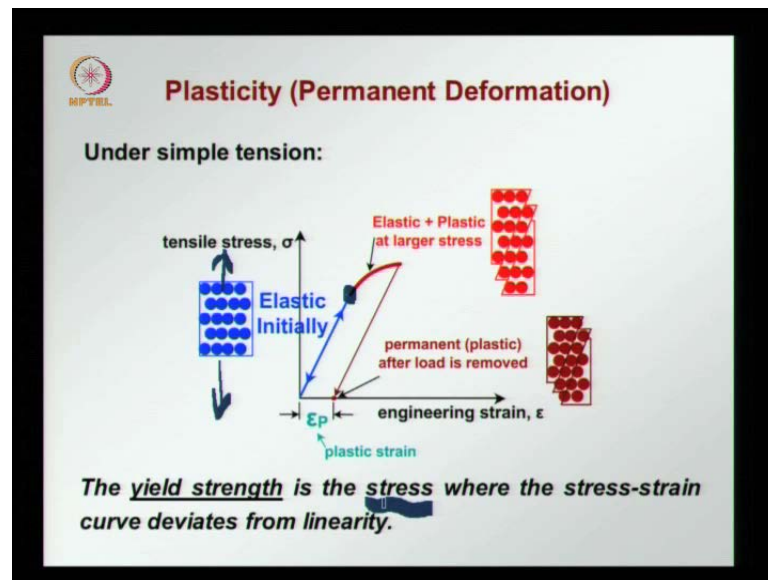 NPTEL
Plasticity (Permanent Deformation)
Under simple tension:
Elastic + Plastic
at larger stress
tensile stress, σ
Elastic
Initially
permanent (plastic)
after load is removed
engineering strain, ε
εP
plastic strain
The yield strength is the stress where the stress-strain
curve deviates from linearity.